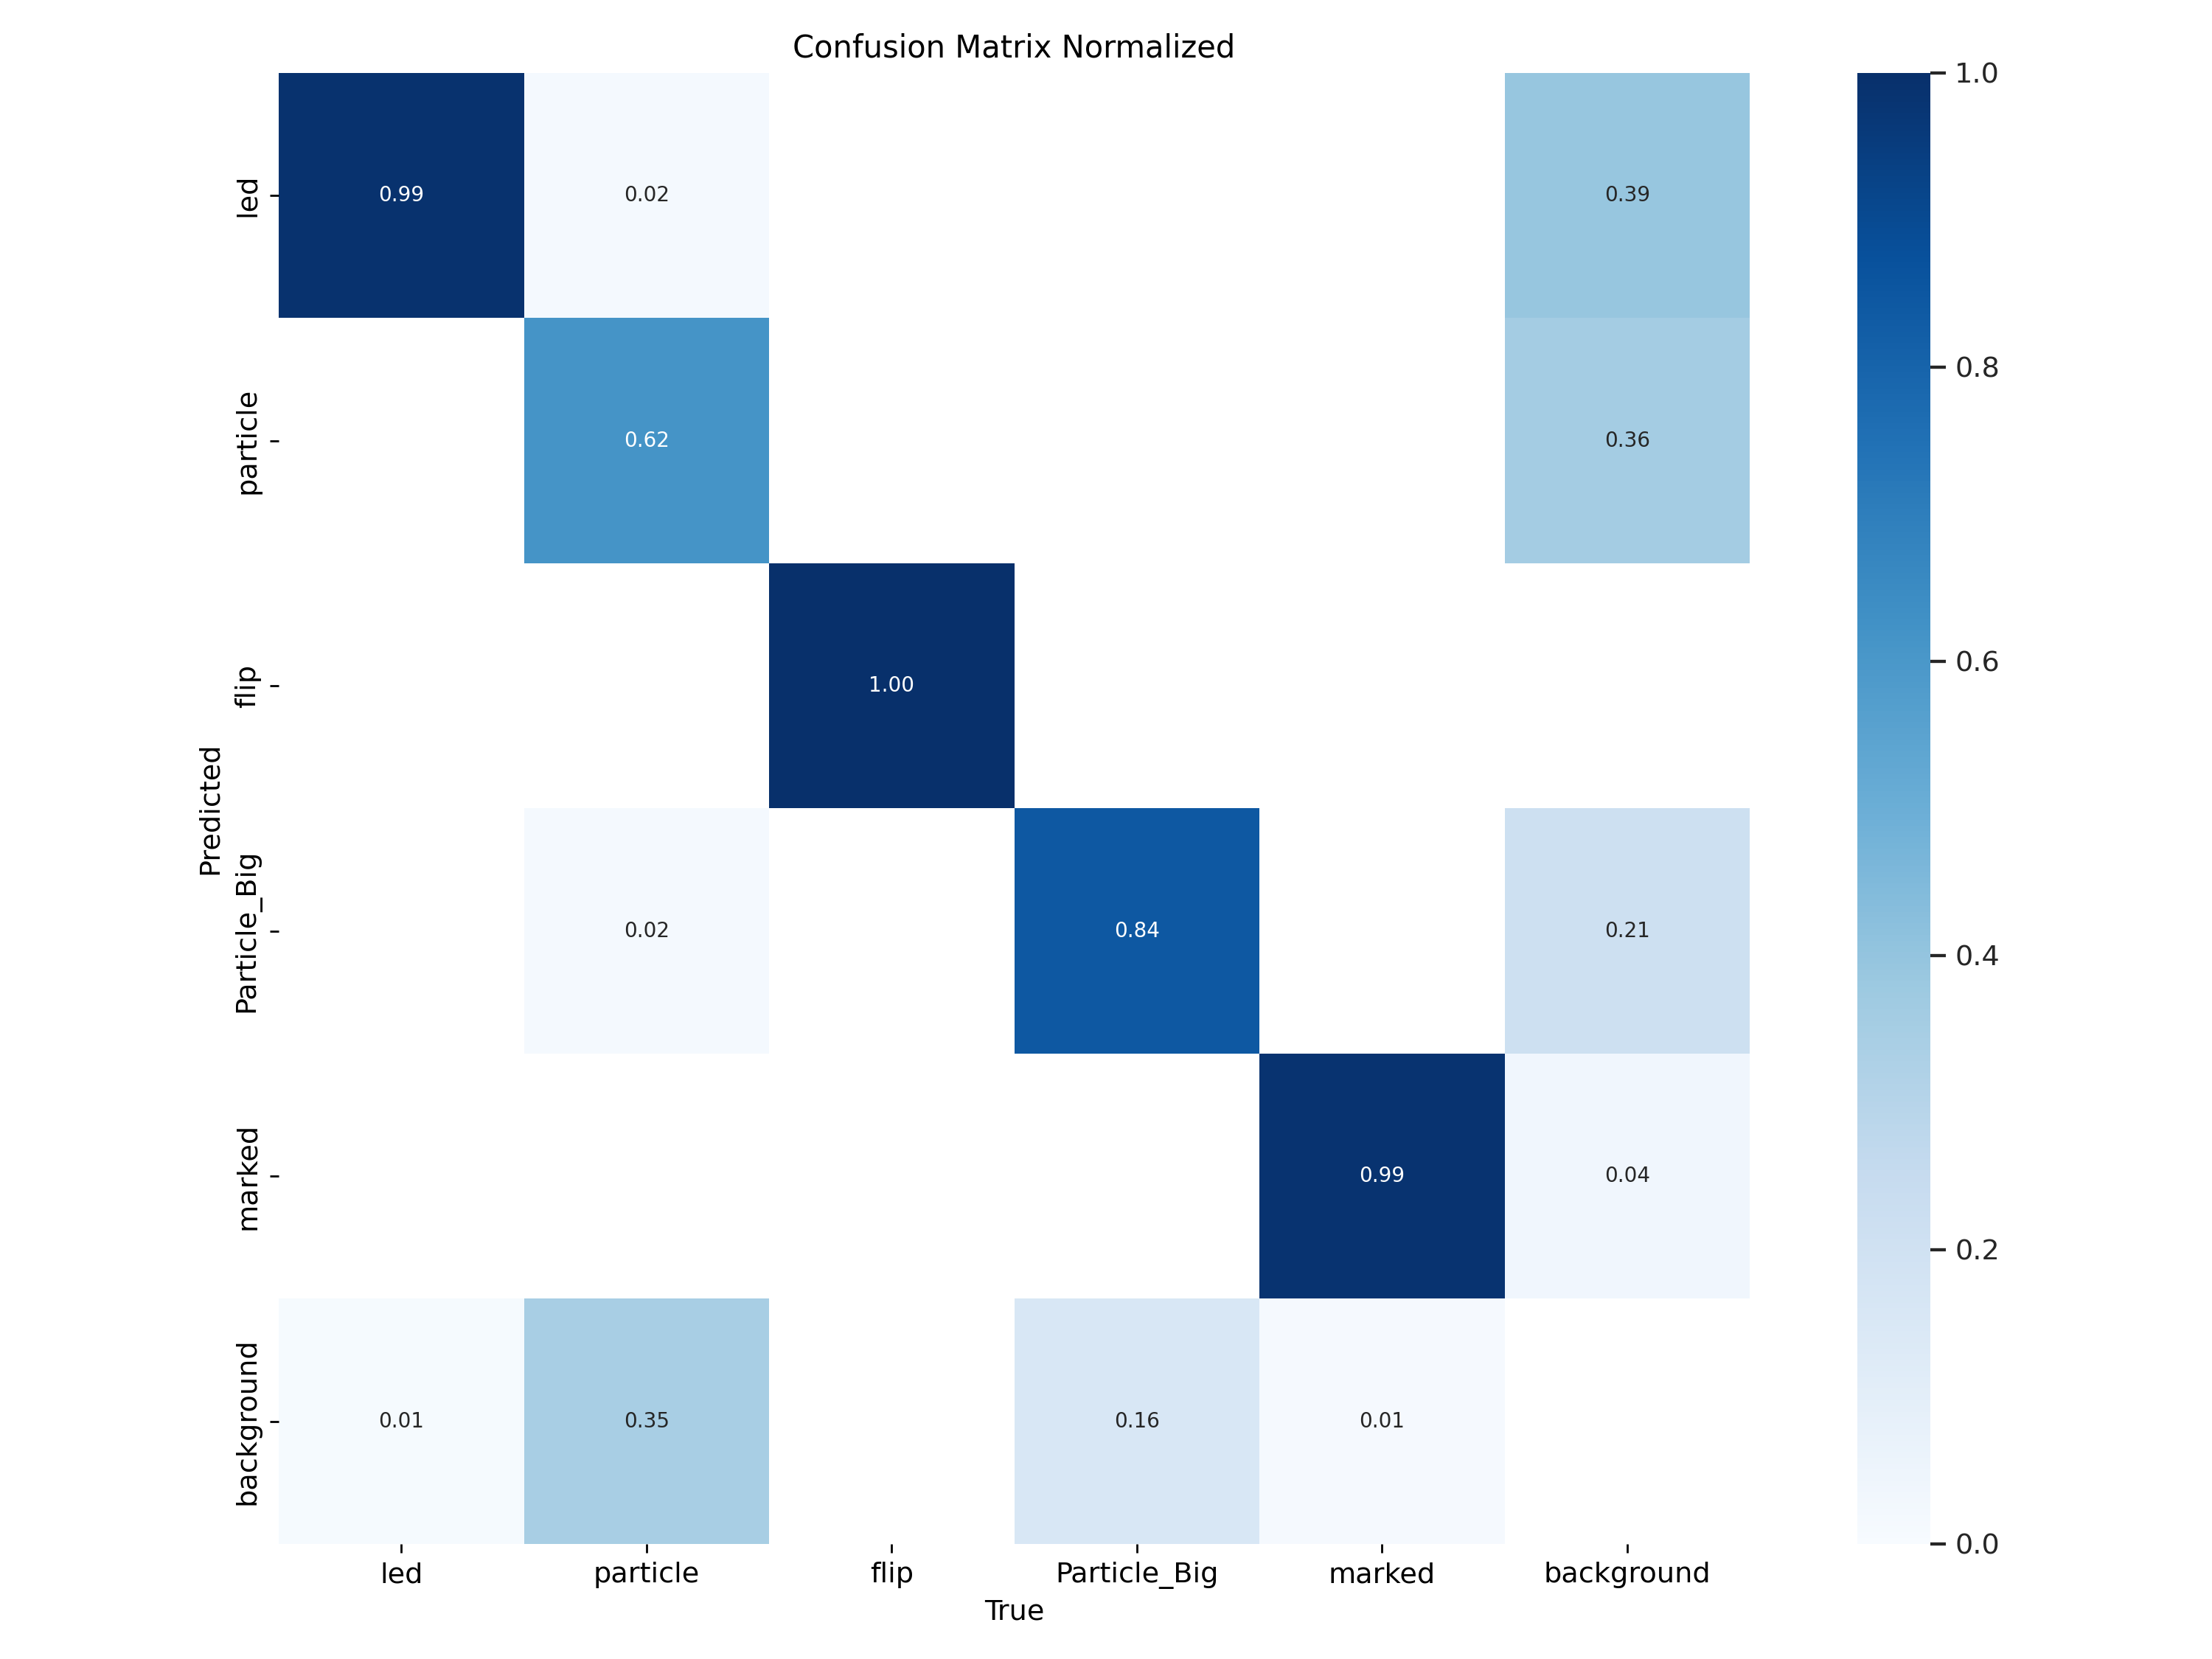 Confusion Matrix Normalized
led
particle
flip
Particle_Big
marked
background
Predicted
0.99
0.02
0.39
0.62
0.36
1.00
0.02
0.84
0.21
0.99
0.04
0.01
0.35
0.16
0.01
led
particle
flip
Particle_Big
marked
background
True
1.0
0.8
0.6
0.4
0.2
0.0